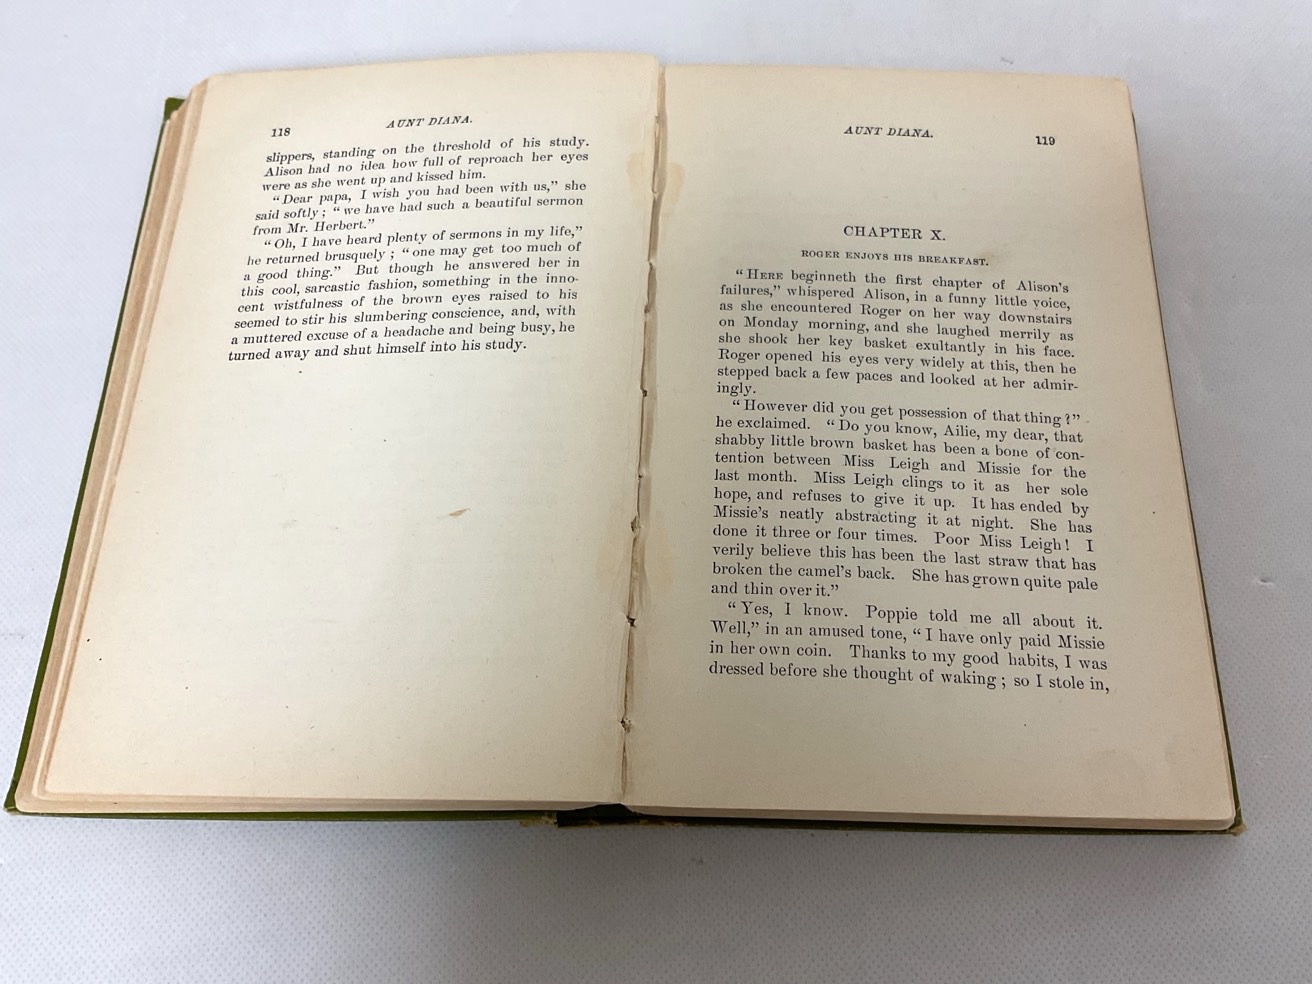 118
AUNT DIANA.
slippers, standing on the threshold of his study.
Alison had no idea how full of reproach her eyes
were as she went up and kissed him.
“Dear papa, I wish you had been with us,” she
said softly; “we have had such a beautiful sermon
from Mr. Herbert.”
“Oh, I have heard plenty of sermons in my life,”
he returned brusquely; “one may get too much of
a good thing.” But though he answered her in
this cool, sarcastic fashion, something in the inno-
cent wistfulness of the brown eyes raised to his
seemed to stir his slumbering conscience, and, with
a muttered excuse of a headache and being busy, he
turned away and shut himself into his study.
AUNT DIANA.
119
CHAPTER X.
ROGER ENJOYS HIS BREAKFAST.
“HERE beginneth the first chapter of Alison’s
failures,” whispered Alison, in a funny little voice,
as she encountered Roger on her way downstairs
on Monday morning, and she laughed merrily as
she shook her key basket exultantly in his face.
Roger opened his eyes very widely at this, then he
stepped back a few paces and looked at her admir-
ingly.
“However did you get possession of that thing?”
he exclaimed. “Do you know, Ailie, my dear, that
shabby little brown basket has been a bone of con-
tention between Miss Leigh and Missie for the
last month. Miss Leigh clings to it as her sole
hope, and refuses to give it up. It has ended by
Missie’s neatly abstracting it at night. She has
done it three or four times. Poor Miss Leigh! I
verily believe this has been the last straw that has
broken the camel’s back. She has grown quite pale
and thin over it.”
“Yes, I know. Poppie told me all about it.
Well,” in an amused tone, “I have only paid Missie
in her own coin. Thanks to my good habits, I was
dressed before she thought of waking; so I stole in,